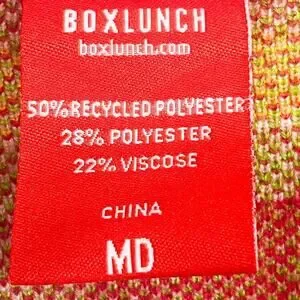 BOXLUNCH
boxlunch.com
50% RECYCLED POLYESTER
28% POLYESTER
22% VISCOSE
CHINA
MD